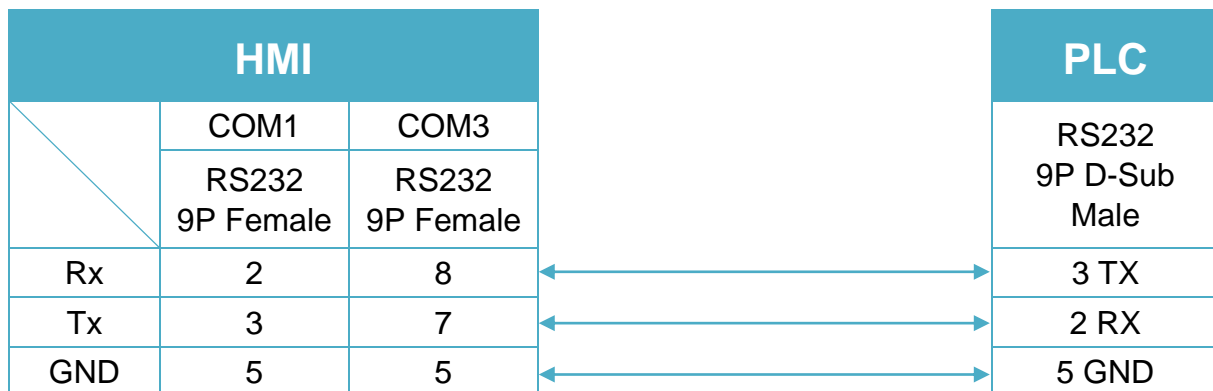 HMI
PLC
COM1 COM3
RS232
9P Female
RS232
9P Female
RS232
9P D-Sub
Male
Rx 2 8 3 TX
Tx 3 7 2 RX
GND 5 5 5 GND